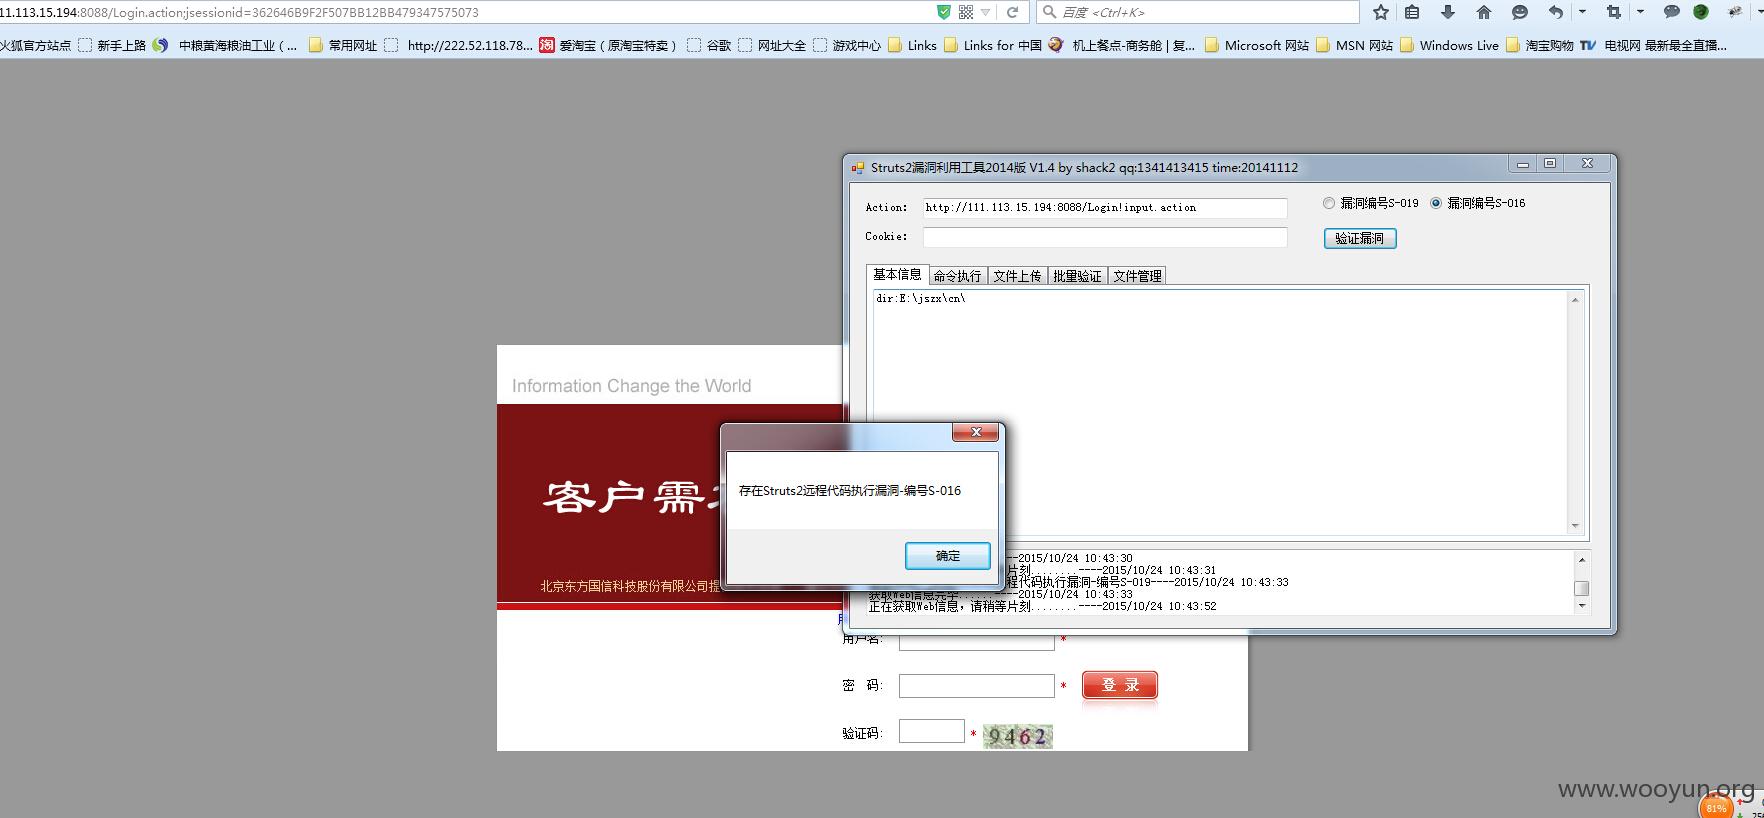 11.113.15.194:8088/Login.action;jsessionid=362646B9F2F507BB12BB479347575073
百度 <Ctrl+K>
火狐官方站点 新手上路 中粮黄海粮油工业（... 常用网址 http://222.52.118.78... 爱淘宝（原淘宝特卖） 谷歌 网址大全 游戏中心 Links Links for 中国 机上餐点-商务舱 | 复... Microsoft 网站 MSN 网站 Windows Live 淘宝购物 电视网 最新最全直播...
Struts2漏洞利用工具2014版 V1.4 by shack2 qq:1341413415 time:20141112
Action: http://111.113.15.194:8088/Login!input.action 漏洞编号S-019 漏洞编号S-016
Cookie: 验证漏洞
基本信息 命令执行 文件上传 批量验证 文件管理
dir:E:\jszx\cn\
Information Change the World
客户需
存在Struts2远程代码执行漏洞-编号S-016
确定
--2015/10/24 10:43:30
片刻........----2015/10/24 10:43:31
程代码执行漏洞-编号S-019----2015/10/24 10:43:33
获取Web信息完毕......----2015/10/24 10:43:33
正在获取Web信息，请稍等片刻........----2015/10/24 10:43:52
北京东方国信科技股份有限公司提
用户名: *
密 码: * 登 录
验证码: * 9462
www.wooyun.org
81%